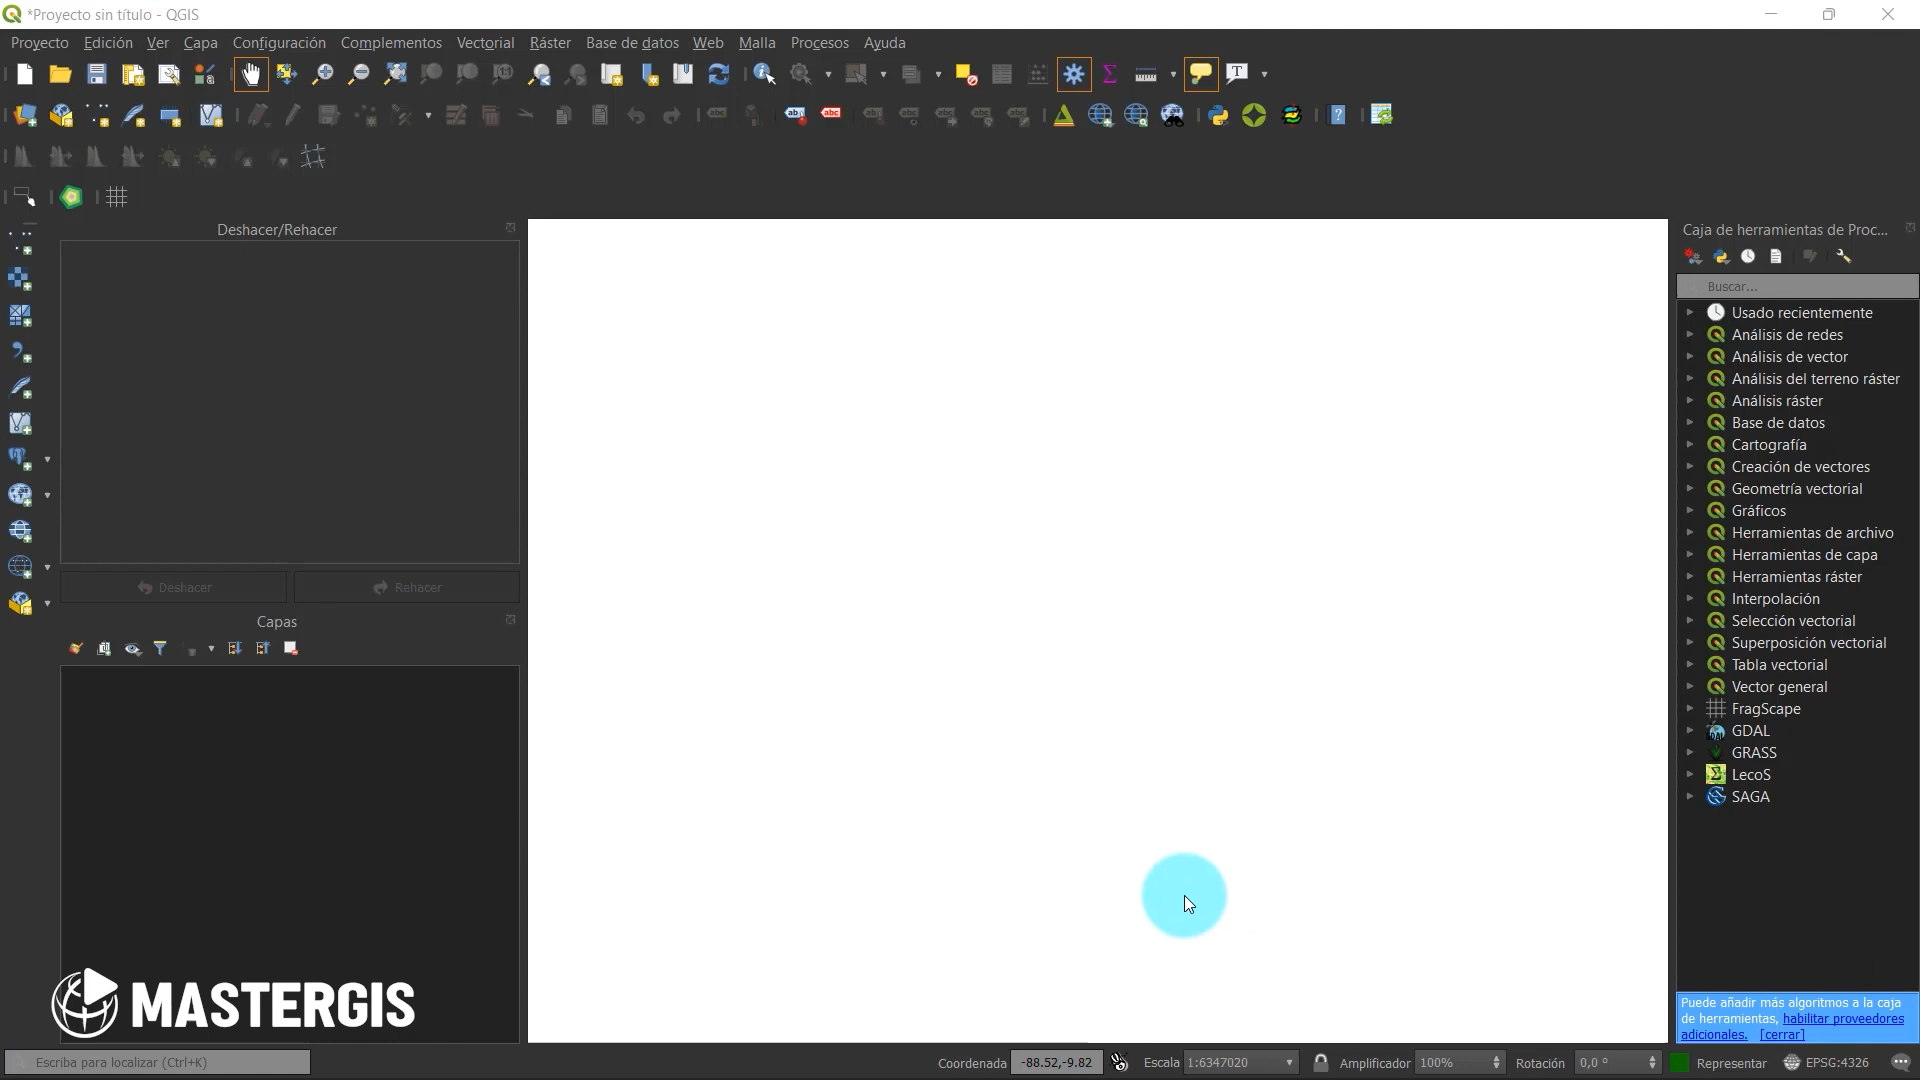 *Proyecto sin título - QGIS
Proyecto Edición Ver Capa Configuración Complementos Vectorial Ráster Base de datos Web Malla Procesos Ayuda
Deshacer/Rehacer
Deshacer Rehacer
Capas
MASTERGIS
Caja de herramientas de Proc...
Buscar...
Usado recientemente
Análisis de redes
Análisis de vector
Análisis del terreno ráster
Análisis ráster
Base de datos
Cartografía
Creación de vectores
Geometría vectorial
Gráficos
Herramientas de archivo
Herramientas de capa
Herramientas ráster
Interpolación
Selección vectorial
Superposición vectorial
Tabla vectorial
Vector general
FragScape
GDAL
GRASS
LecoS
SAGA
Puede añadir más algoritmos a la caja
de herramientas, habilitar proveedores
adicionales. [cerrar]
Escriba para localizar (Ctrl+K) Coordenada -88.52,-9.82 Escala 1:6347020 Amplificador 100% Rotación 0,0 ° Representar EPSG:4326